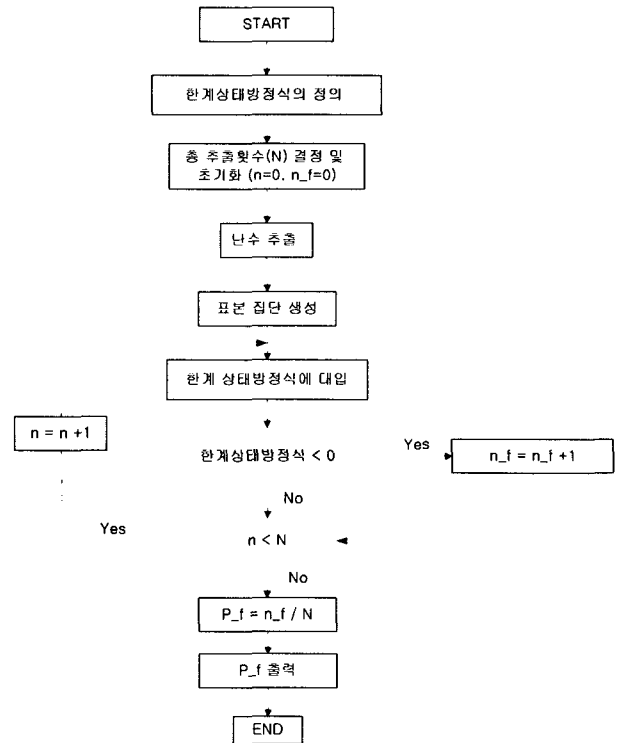 START
한계상태방정식의 정의
총 추출횟수(N) 결정 및
초기화 (n=0, n_f=0)
난수 추출
표본 집단 생성
한계 상태방정식에 대입
n = n +1
한계상태방정식 < 0
Yes
n_f = n_f +1
No
Yes
n < N
No
P_f = n_f / N
P_f 출력
END